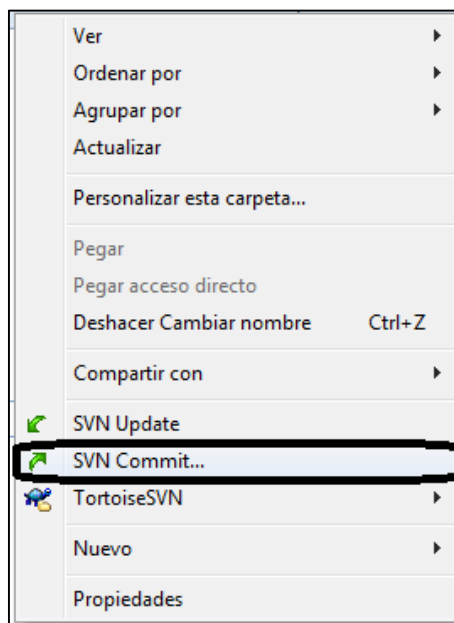 Ver
Ordenar por
Agrupar por
Actualizar
Personalizar esta carpeta...
Pegar
Pegar acceso directo
Deshacer Cambiar nombre Ctrl+Z
Compartir con
SVN Update
SVN Commit...
TortoiseSVN
Nuevo
Propiedades